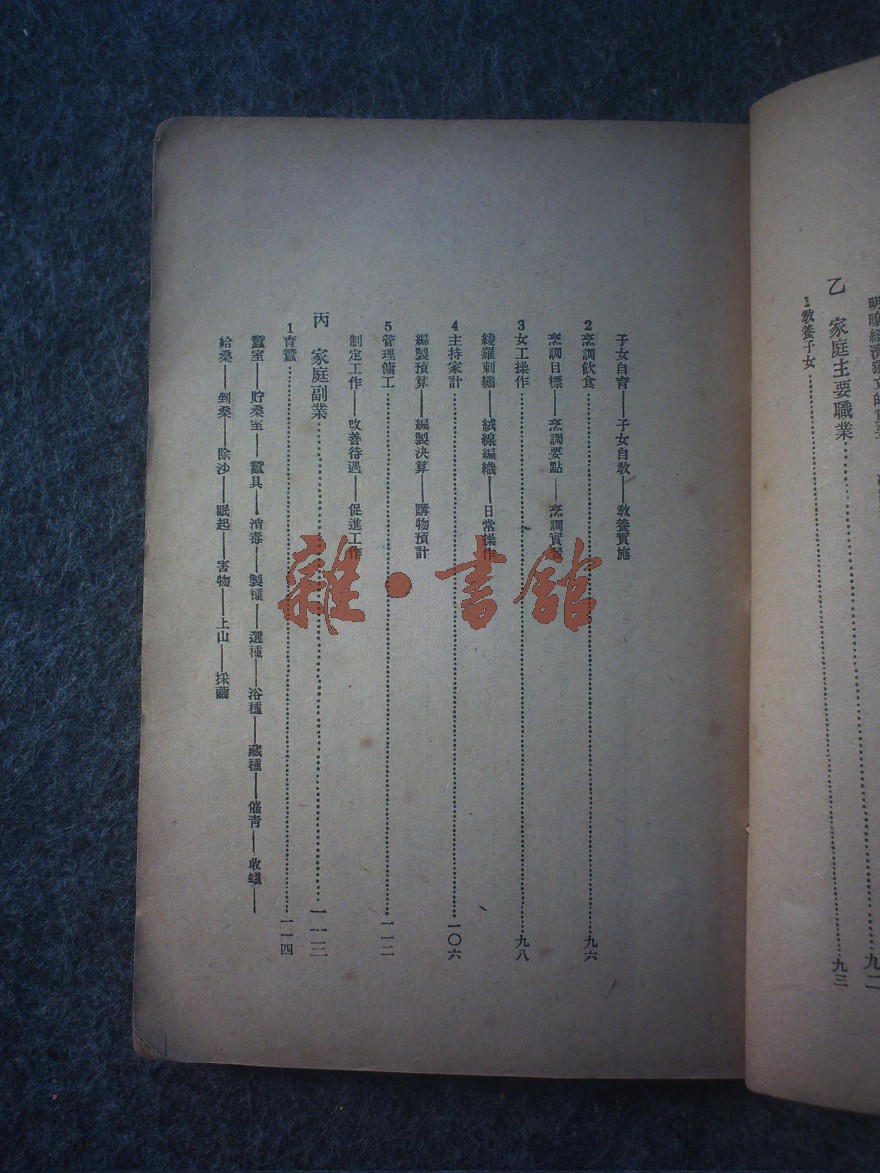 乙 家庭主要職業……九三
1 教養子女
子女自育——子女自教——教養實施
2 烹調飲食……九六
烹調目標——烹調要點——烹調實
3 女工操作……九八
綾羅刺繡——絨線編織——日常操作
4 主持家計……一〇六
編製預算——編製決算——購物預計
5 管理傭工……一一二
制定工作——改善待遇——促進工作
丙 家庭副業……一一三
1 育蠶……一一四
蠶室——貯桑室——蠶具——消毒——製種——選種——浴種——藏種——催青——收蟻——
給桑——剉桑——除沙——眠起——害物——上山——採繭
雜·書館